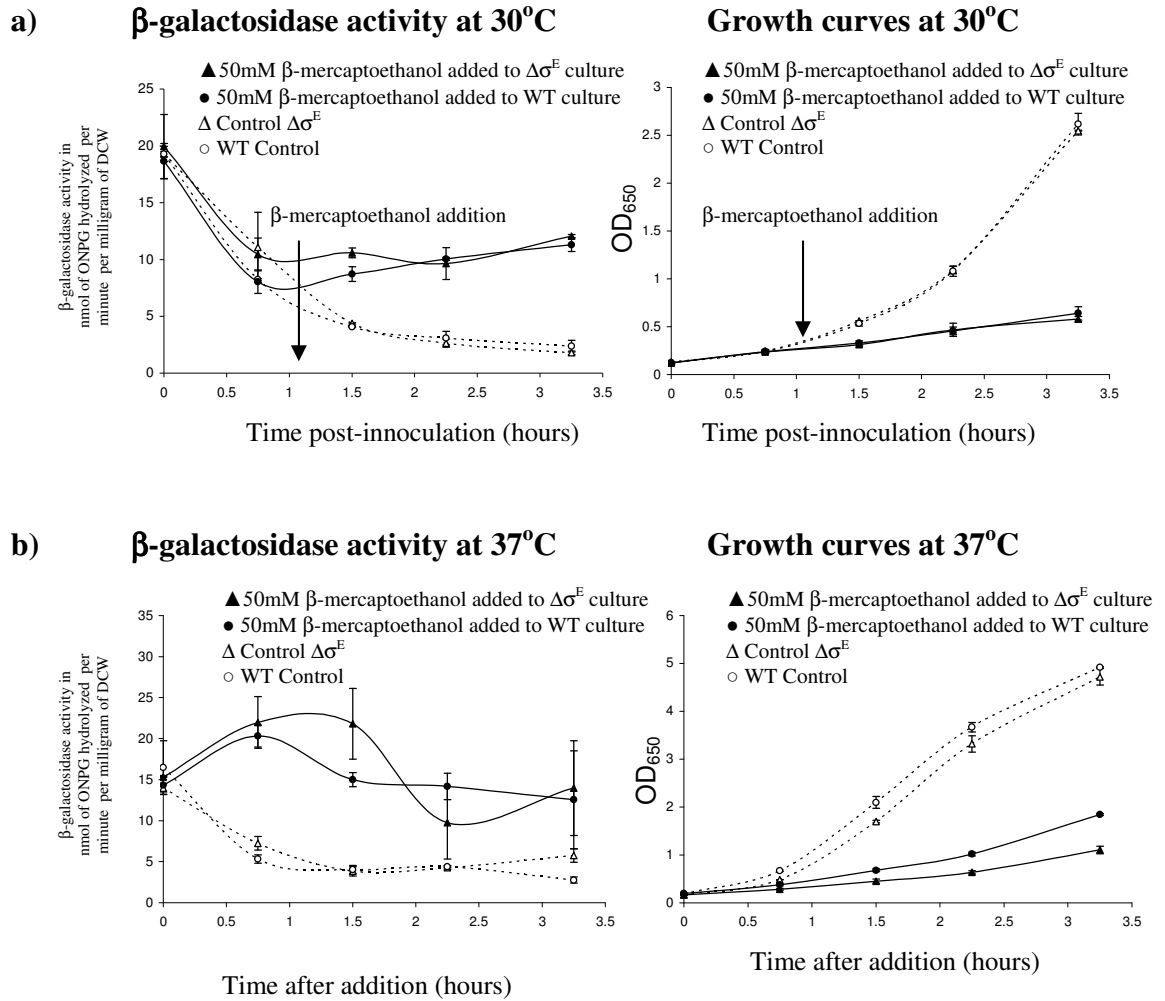 a)
β-galactosidase activity at 30°C
Growth curves at 30°C
▲50mM β-mercaptoethanol added to Δσᴱ culture
● 50mM β-mercaptoethanol added to WT culture
Δ Control Δσᴱ
○ WT Control
β-galactosidase activity in
nmol of ONPG hydrolyzed per
minute per milligram of DCW
25
20
15
10
5
0
β-mercaptoethanol addition
0 0.5 1 1.5 2 2.5 3 3.5
Time post-innoculation (hours)
▲50mM β-mercaptoethanol added to Δσᴱ culture
● 50mM β-mercaptoethanol added to WT culture
Δ Control Δσᴱ
○ WT Control
OD₆₅₀
3
2.5
2
1.5
1
0.5
0
β-mercaptoethanol addition
0 0.5 1 1.5 2 2.5 3 3.5
Time post-innoculation (hours)
b)
β-galactosidase activity at 37°C
Growth curves at 37°C
▲50mM β-mercaptoethanol added to Δσᴱ culture
● 50mM β-mercaptoethanol added to WT culture
Δ Control Δσᴱ
○ WT Control
β-galactosidase activity in
nmol of ONPG hydrolyzed per
minute per milligram of DCW
35
30
25
20
15
10
5
0
0 0.5 1 1.5 2 2.5 3 3.5
Time after addition (hours)
▲50mM β-mercaptoethanol added to Δσᴱ culture
● 50mM β-mercaptoethanol added to WT culture
Δ Control Δσᴱ
○ WT Control
OD₆₅₀
6
5
4
3
2
1
0
0 0.5 1 1.5 2 2.5 3 3.5
Time after addition (hours)